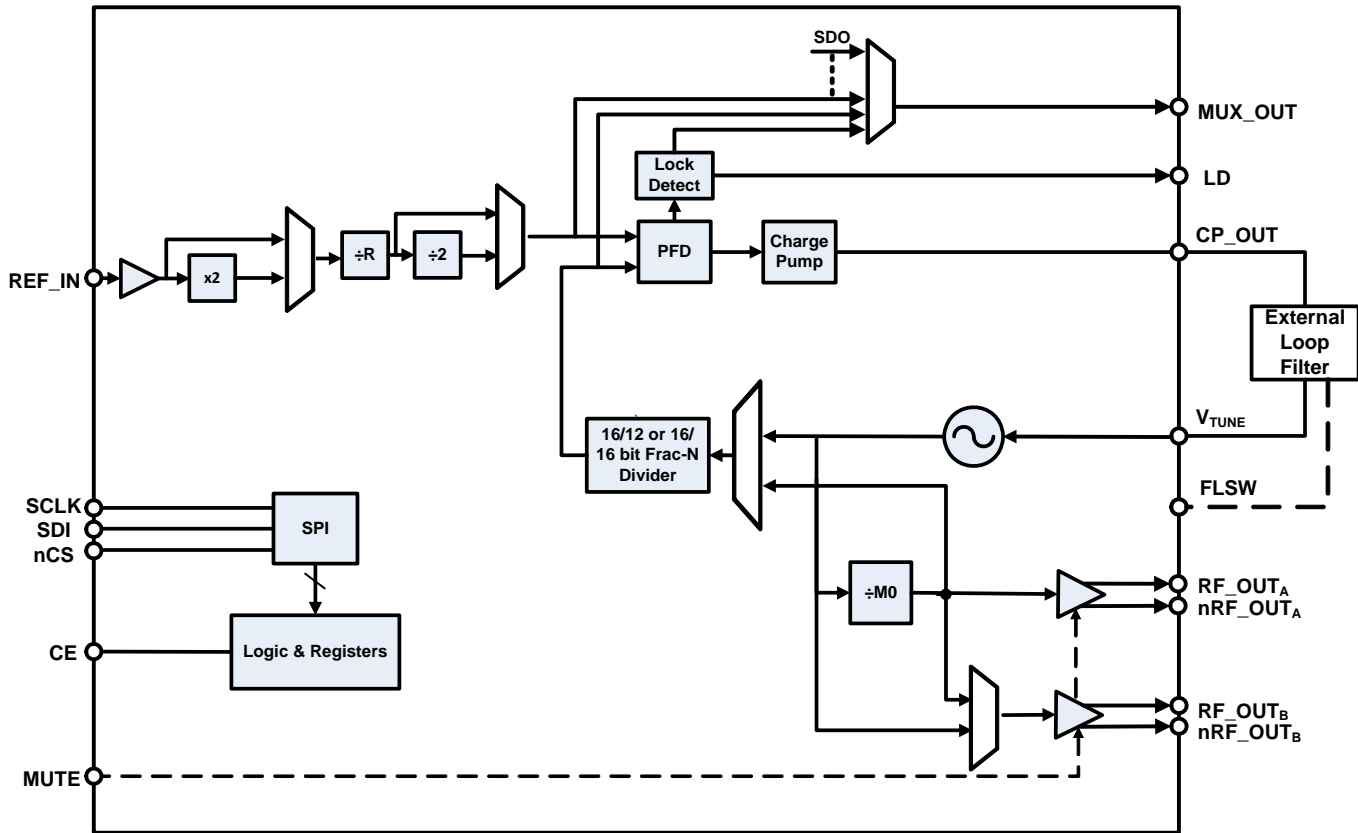 SDO
MUX_OUT
Lock
Detect
LD
CP_OUT
REF_IN
x2
÷R
÷2
PFD
Charge
Pump
External
Loop
Filter
VTUNE
16/12 or 16/
16 bit Frac-N
Divider
FLSW
SCLK
SDI
nCS
SPI
÷M0
RF_OUTA
nRF_OUTA
CE
Logic & Registers
RF_OUTB
nRF_OUTB
MUTE